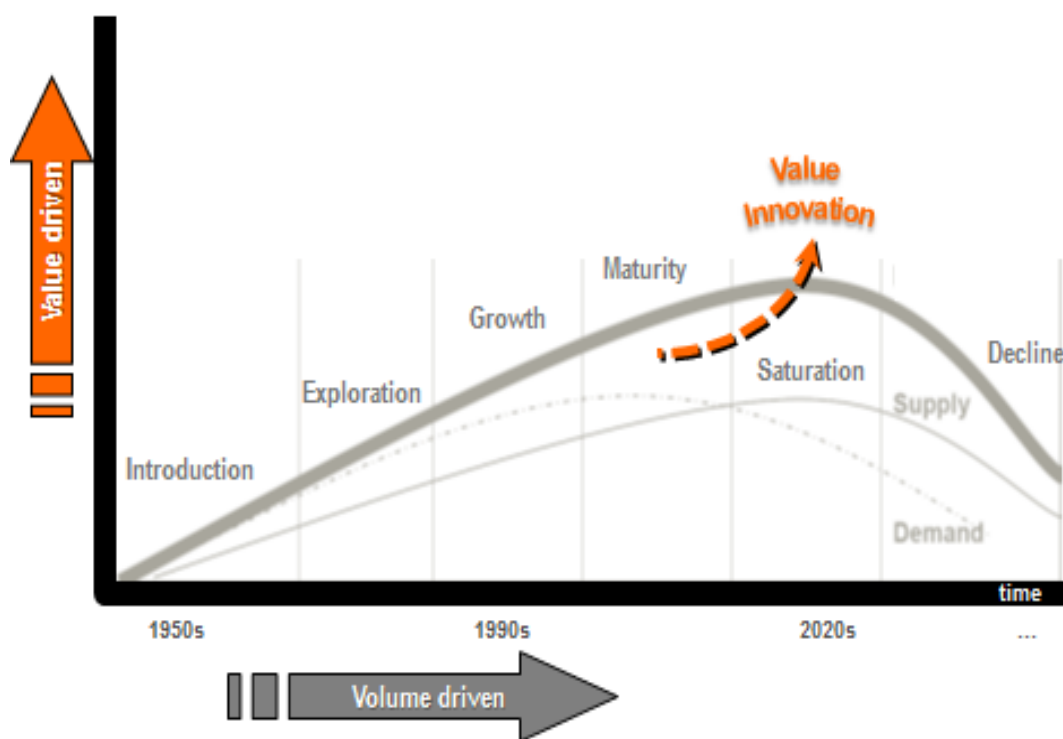 Value driven
Value
Innovation
Maturity
Growth
Decline
Saturation
Exploration
Supply
Introduction
Demand
time
1950s
1990s
2020s
...
Volume driven